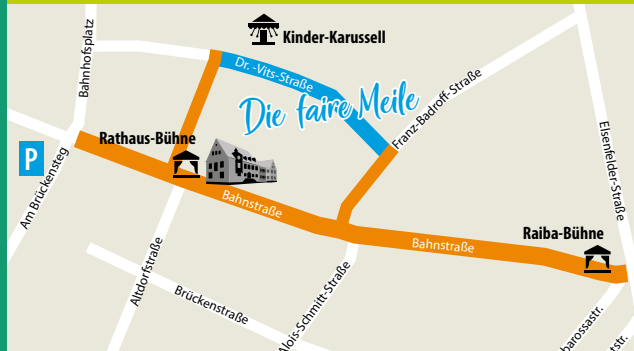 Bahnhofsplatz
Kinder-Karussell
Dr. -Vits-Straße
Die faire Meile
Franz-Badroff-Straße
Elsenfelder-Straße
Rathaus-Bühne
P
Am Brückensteg
Bahnstraße
Raiba-Bühne
Bahnstraße
Altdorfstraße
Brückenstraße
Alois-Schmitt-Straße